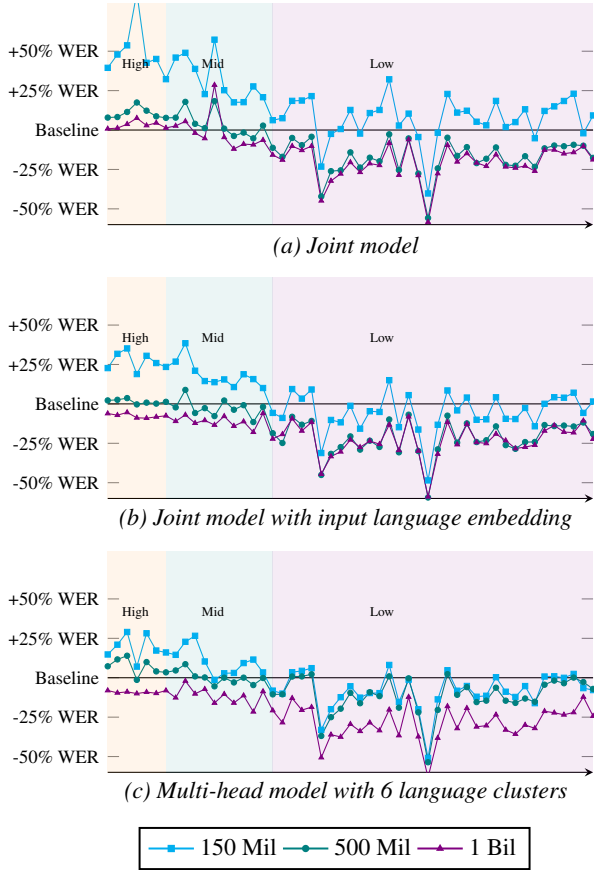 +50% WER
High
Mid
Low
+25% WER
Baseline
-25% WER
-50% WER
(a) Joint model
+50% WER
High
Mid
Low
+25% WER
Baseline
-25% WER
-50% WER
(b) Joint model with input language embedding
+50% WER
High
Mid
Low
+25% WER
Baseline
-25% WER
-50% WER
(c) Multi-head model with 6 language clusters
150 Mil 500 Mil 1 Bil